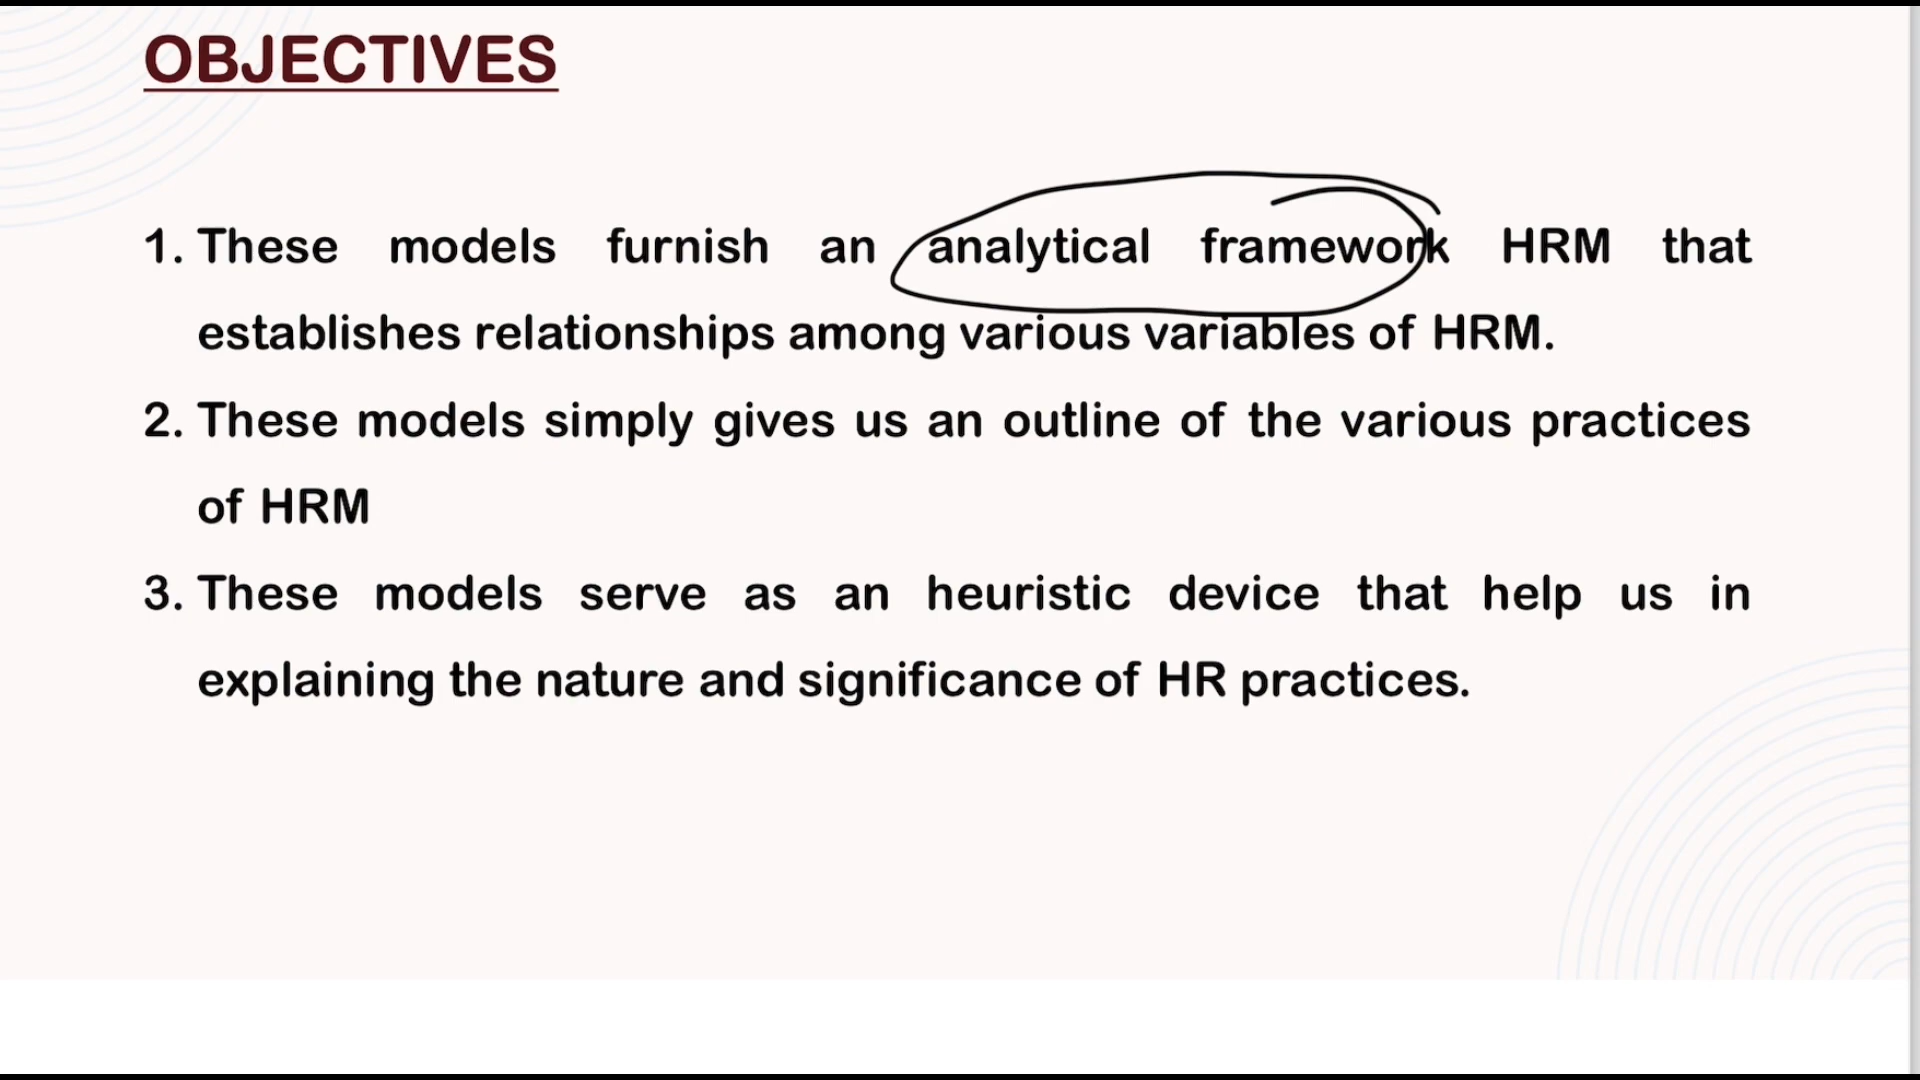 OBJECTIVES
1. These models furnish an analytical framework HRM that
establishes relationships among various variables of HRM.
2. These models simply gives us an outline of the various practices
of HRM
3. These models serve as an heuristic device that help us in
explaining the nature and significance of HR practices.